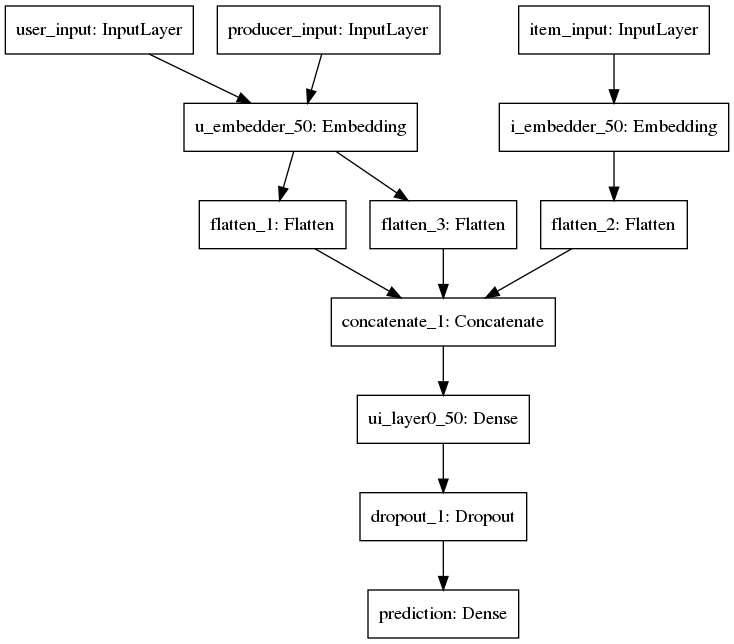 user_input: InputLayer
producer_input: InputLayer
item_input: InputLayer
u_embedder_50: Embedding
i_embedder_50: Embedding
flatten_1: Flatten
flatten_3: Flatten
flatten_2: Flatten
concatenate_1: Concatenate
ui_layer0_50: Dense
dropout_1: Dropout
prediction: Dense